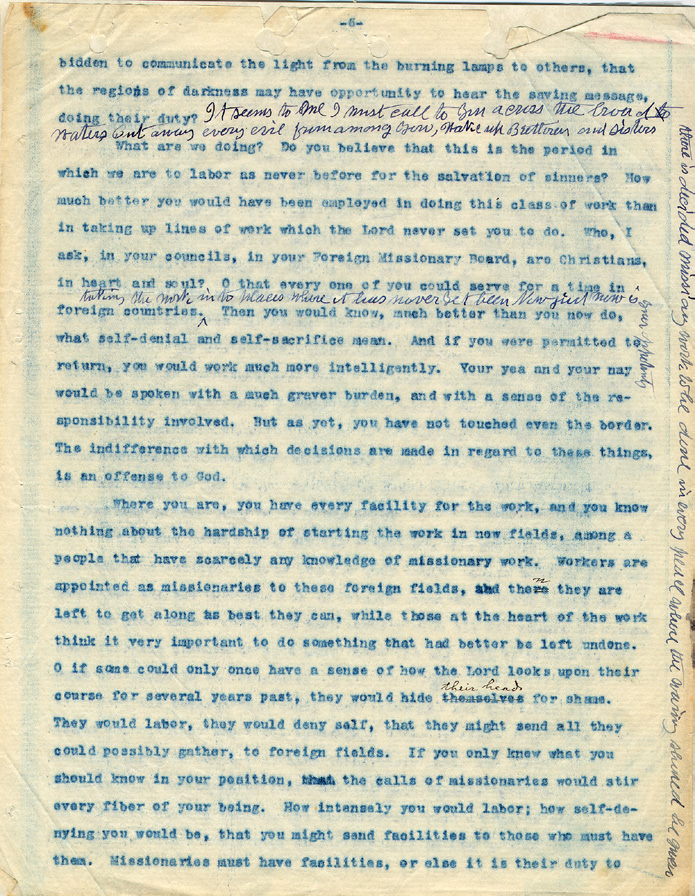 -6-
bidden to communicate the light from the burning lamps to others, that
the regions of darkness may have opportunity to hear the saving message,
doing their duty? It seems to me I must call to you across the broad
waters put away every evil from among you, wake up Brethren and Sisters
What are we doing? Do you believe that this is the period in
which we are to labor as never before for the salvation of sinners? How
much better you would have been employed in doing this class of work than
in taking up lines of work which the Lord never set you to do. Who, I
ask, in your councils, in your Foreign Missionary Board, are Christians,
in heart and soul? O that every one of you could serve for a time in
taking the work into places where it has never yet been Now just now is
your opportunity
foreign countries. Then you would know, much better than you now do,
what self-denial and self-sacrifice mean. And if you were permitted to
return, you would work much more intelligently. Your yea and your nay
would be spoken with a much graver burden, and with a sense of the re-
sponsibility involved. But as yet, you have not touched even the border.
The indifference with which decisions are made in regard to these things,
is an offense to God.
Where you are, you have every facility for the work, and you know
nothing about the hardship of starting the work in new fields, among a
people that have scarcely any knowledge of missionary work. Workers are
appointed as missionaries to these foreign fields, and then they are
left to get along as best they can, while those at the heart of the work
think it very important to do something that had better be left undone.
O if some could only once have a sense of how the Lord looks upon their
their heads
course for several years past, they would hide themselves for shame.
They would labor, they would deny self, that they might send all they
could possibly gather, to foreign fields. If you only knew what you
should know in your position, that the calls of missionaries would stir
every fiber of your being. How intensely you would labor; how self-de-
nying you would be, that you might send facilities to those who must have
them. Missionaries must have facilities, or else it is their duty to
there is decided missionary work to be done in every place where the warning should be given